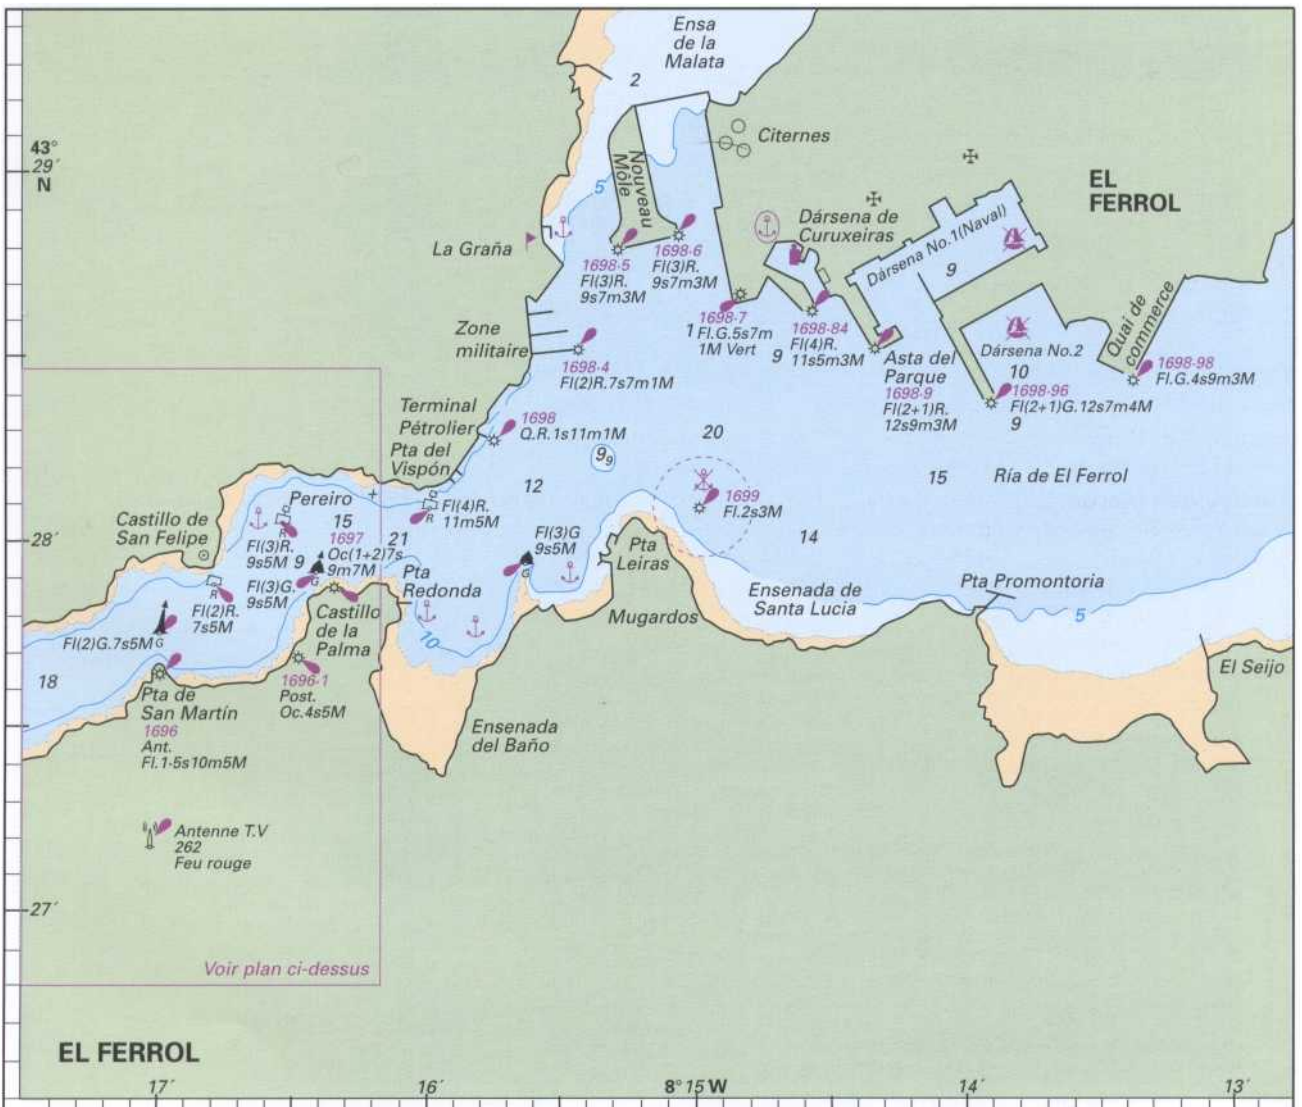 Ensa
de la
Malata
2
Citernes
43°
29´
N
Nouveau
Môle
5
EL
FERROL
Dársena de
Curuxeiras
Dársena No.1(Naval)
9
La Graña
1698·5
Fl(3)R.
9s7m3M
1698·6
Fl(3)R.
9s7m3M
1698·7
Fl.G.5s7m
1M Vert
1
9
1698·84
Fl(4)R.
11s5m3M
Quai de
commerce
Zone
militaire
1698·4
Fl(2)R.7s7m1M
Asta del
Parque
1698·9
Fl(2+1)R.
12s9m3M
Dársena No.2
10
1698·96
Fl(2+1)G.12s7m4M
9
1698·98
Fl.G.4s9m3M
Terminal
Pétrolier
1698
Q.R.1s11m1M
Pta del
Vispón
20
9₉
12
15
Ría de El Ferrol
Pereiro
15
R
Fl(4)R.
11m5M
1699
Fl.2s3M
14
Castillo de
San Felipe
R
Fl(3)R.
9s5M
9
1697
Oc(1+2)7s
9m7M
21
Fl(3)G
9s5M
G
Pta
Leiras
R
Fl(2)R.
7s5M
Fl(3)G.
9s5M
G
Pta
Redonda
Ensenada de
Santa Lucia
Pta Promontoria
5
Fl(2)G.7s5M
G
Castillo
de la
Palma
10
Mugardos
18
Pta de
San Martín
1696
Ant.
Fl.1·5s10m5M
1696·1
Post.
Oc.4s5M
El Seijo
Ensenada
del Baño
Antenne T.V
262
Feu rouge
27´
28´
Voir plan ci-dessus
EL FERROL
17´
16´
8°15´W
14´
13´